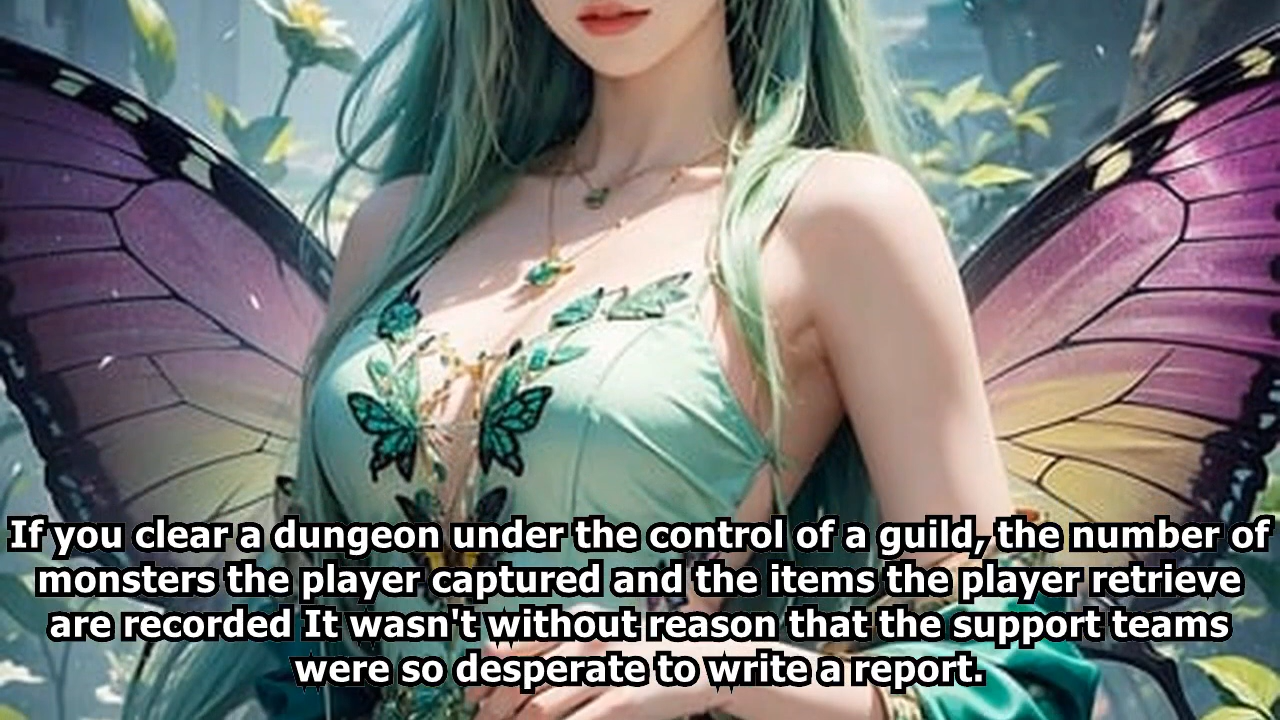 If you clear a dungeon under the control of a guild, the number of
monsters the player captured and the items the player retrieve
are recorded It wasn't without reason that the support teams
were so desperate to write a report.